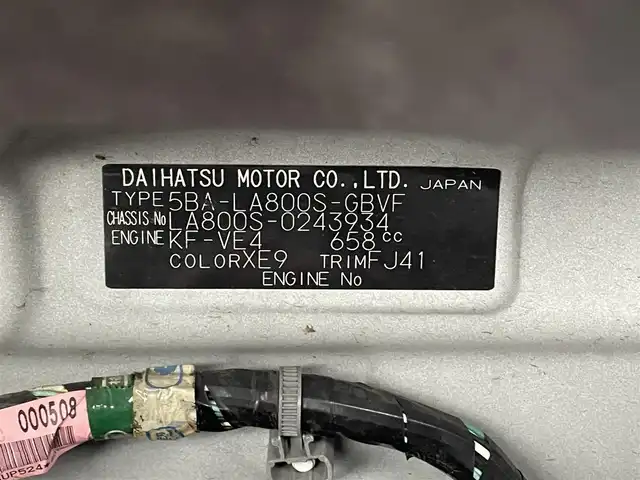 DAIHATSU MOTOR CO.,LTD. JAPAN
TYPE 5BA-LA800S-GBVF
CHASSIS No LA800S-0243934
ENGINE KF-VE4 658cc
COLOR XE9 TRIM FJ41
ENGINE No
000508
UP524